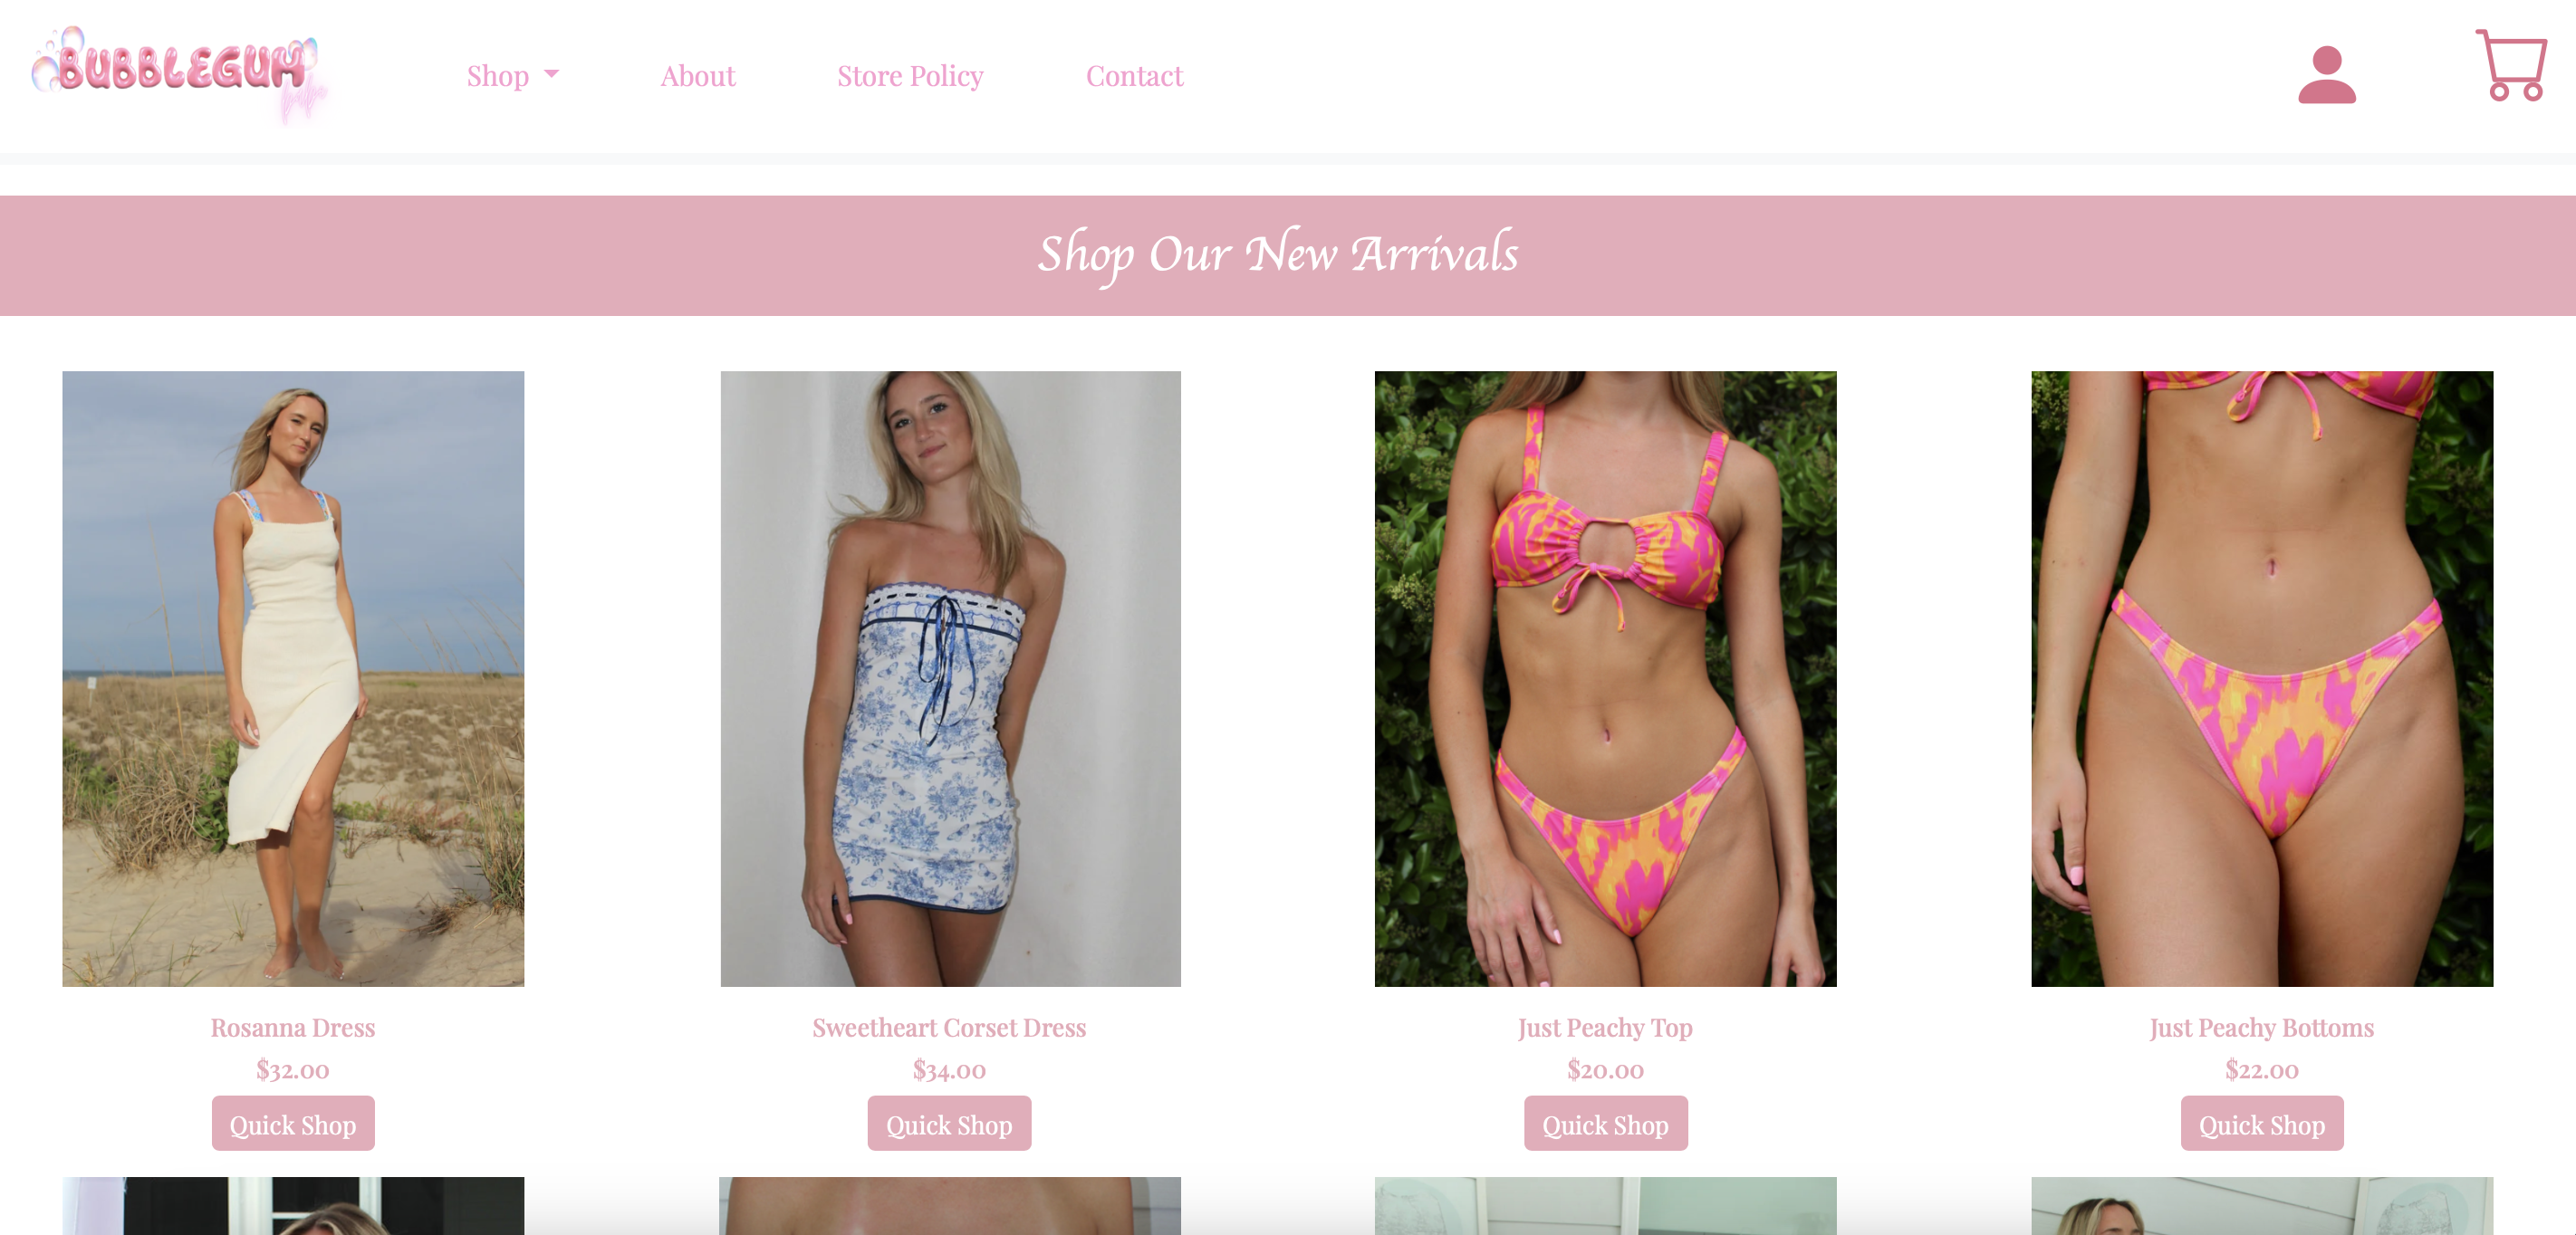 BUBBLEGUM
babe
Shop
About
Store Policy
Contact
Shop Our New Arrivals
Rosanna Dress
$32.00
Quick Shop
Sweetheart Corset Dress
$34.00
Quick Shop
Just Peachy Top
$20.00
Quick Shop
Just Peachy Bottoms
$22.00
Quick Shop